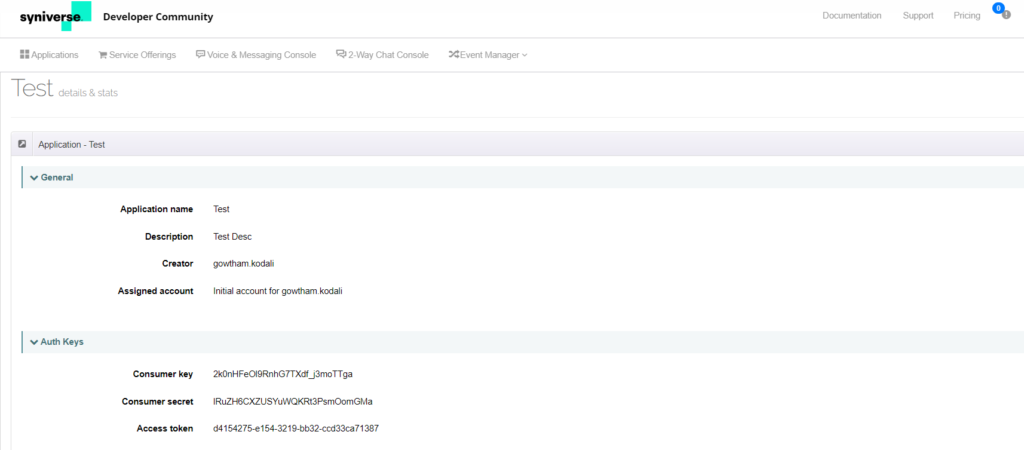 syniverse. Developer Community
Documentation Support Pricing 0
Applications Service Offerings Voice & Messaging Console 2-Way Chat Console Event Manager
Test details & stats
Application - Test
General
Application name Test
Description Test Desc
Creator gowtham.kodali
Assigned account Initial account for gowtham.kodali
Auth Keys
Consumer key 2k0nHFeOl9RnhG7TXdf_j3moTTga
Consumer secret lRuZH6CXZUSYuWQKRt3PsmOomGMa
Access token d4154275-e154-3219-bb32-ccd33ca71387